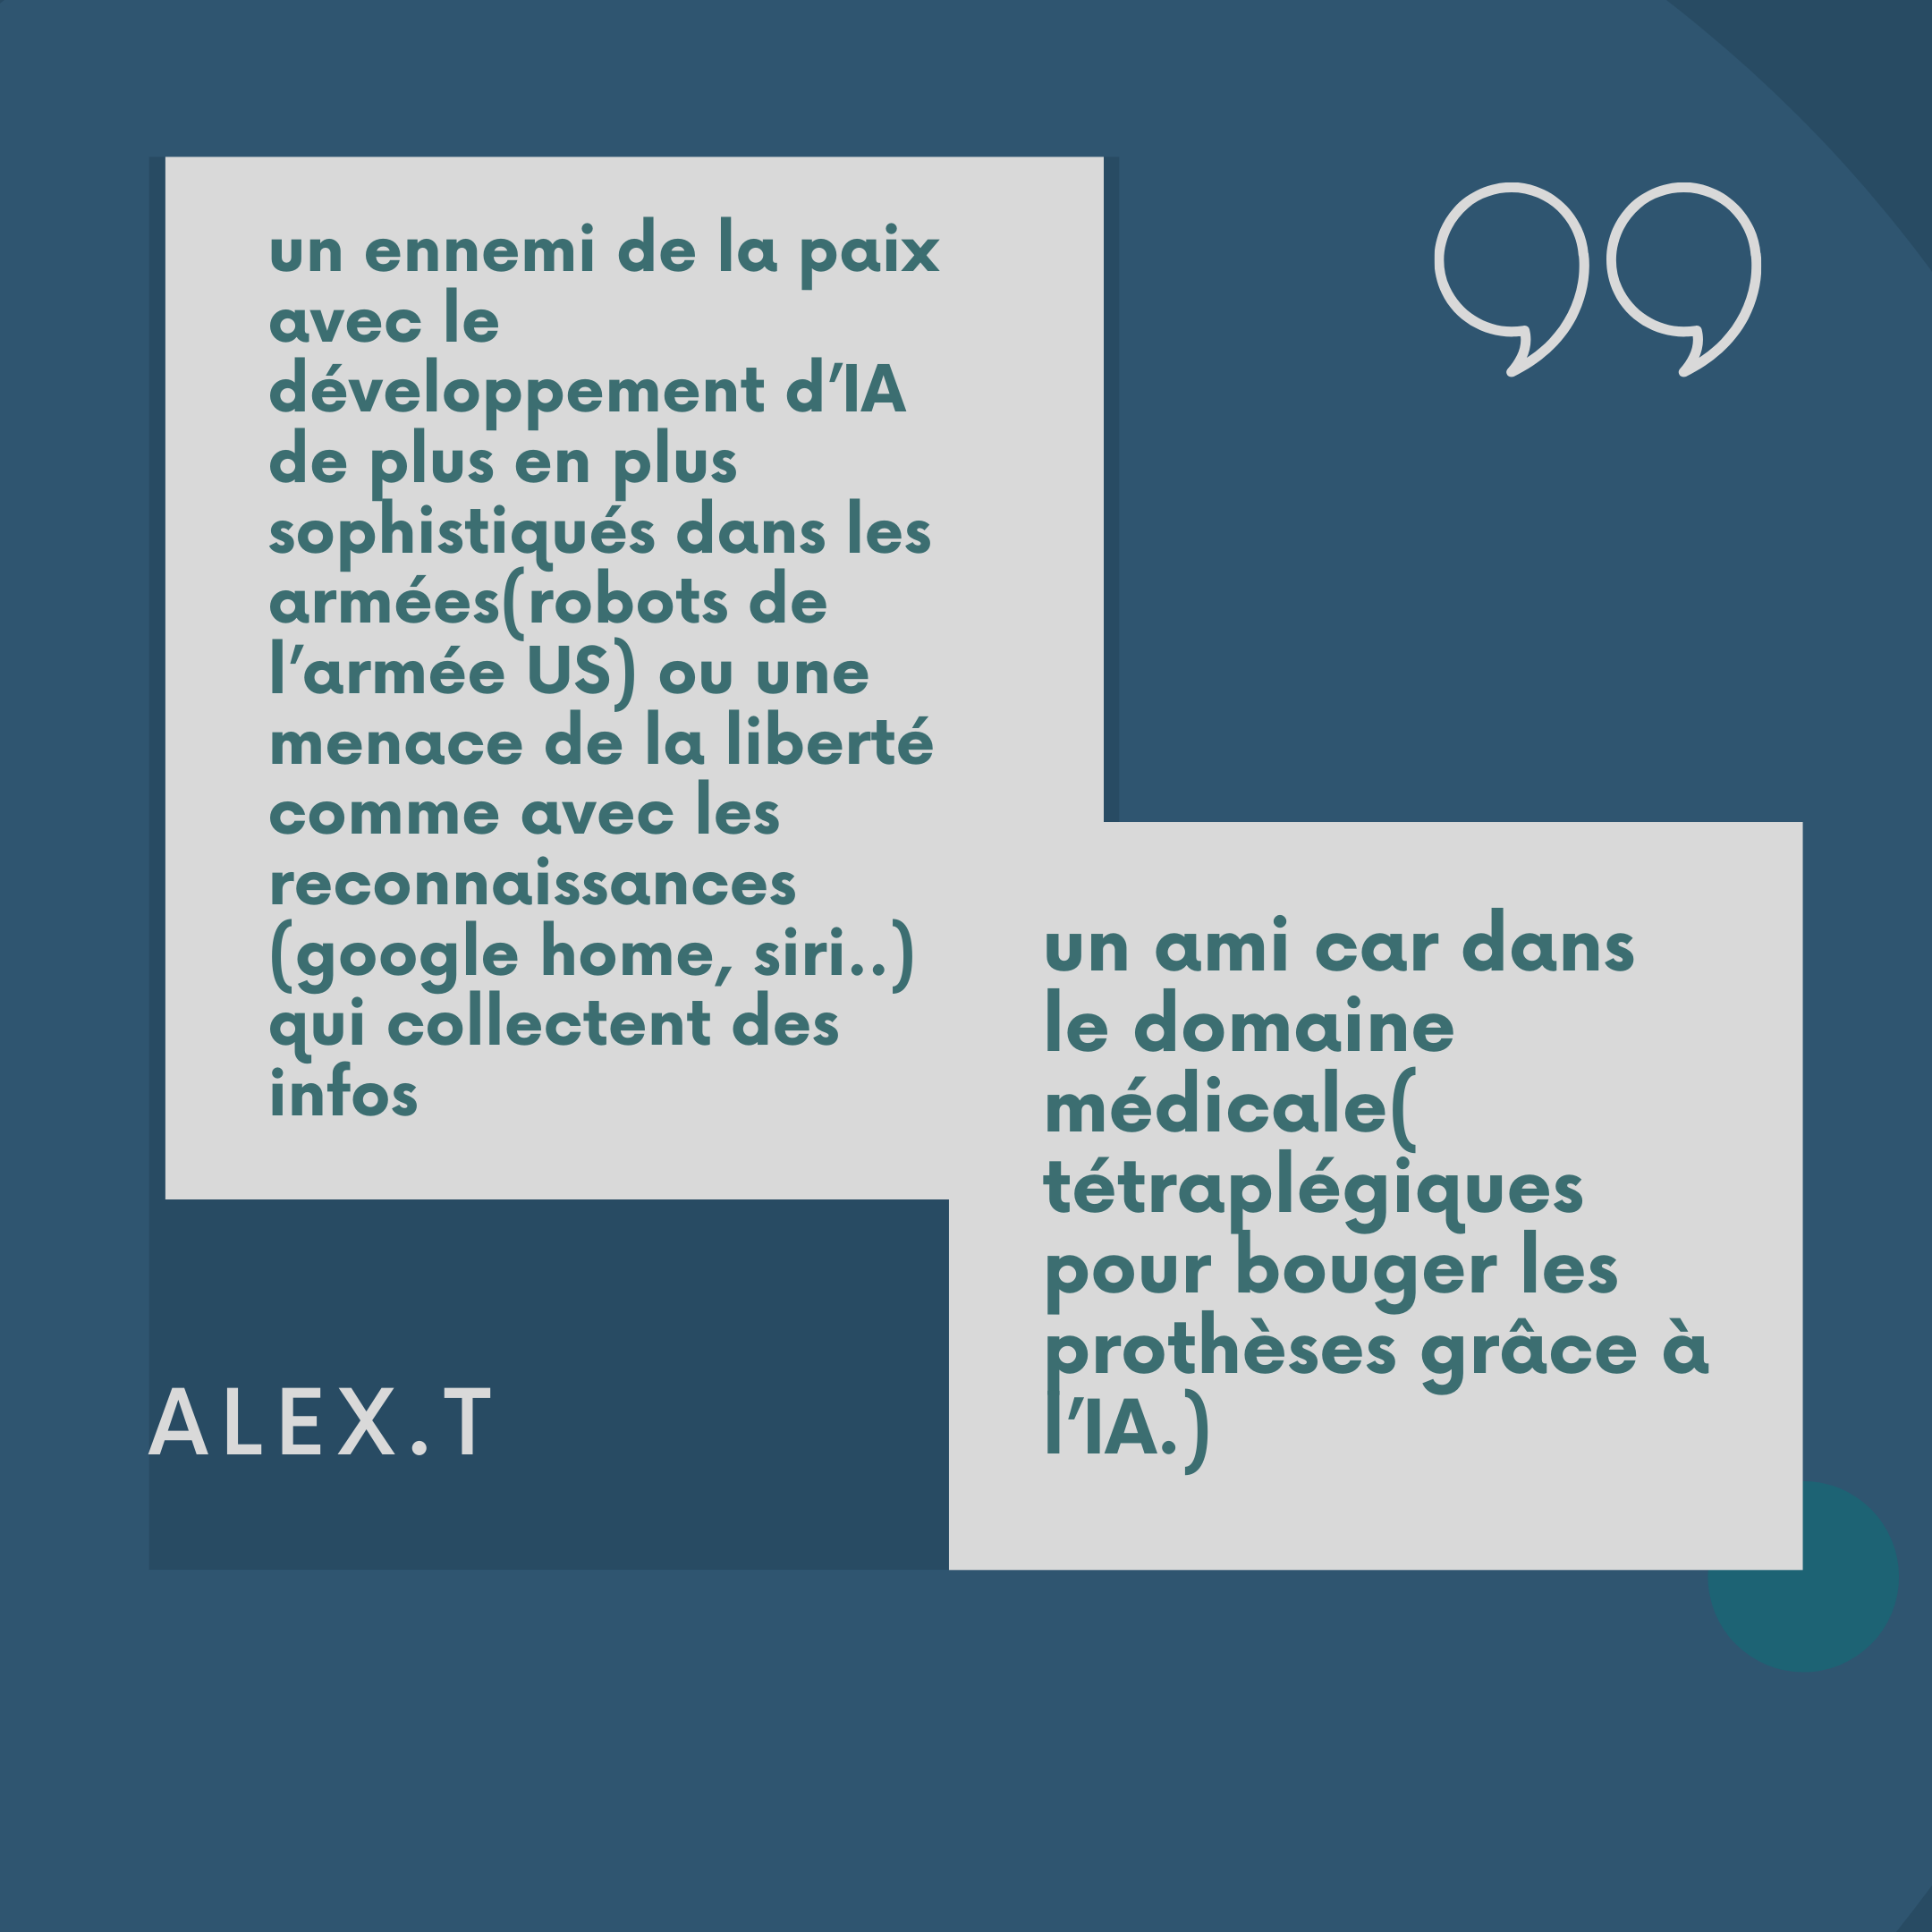 un ennemi de la paix
avec le
développement d'IA
de plus en plus
sophistiqués dans les
armées(robots de
l'armée US) ou une
menace de la liberté
comme avec les
reconnaissances
(google home, siri..)
qui collectent des
infos
un ami car dans
le domaine
médicale(
tétraplégiques
pour bouger les
prothèses grâce à
l'IA.)
ALEX.T